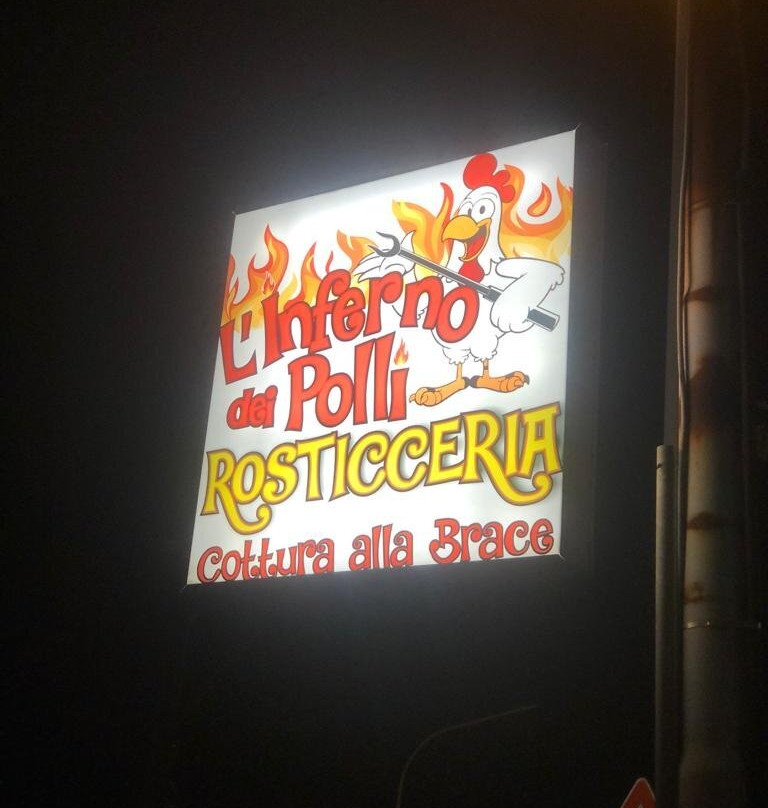 L'Inferno
dei Polli
ROSTICCERIA
Cottura alla Brace